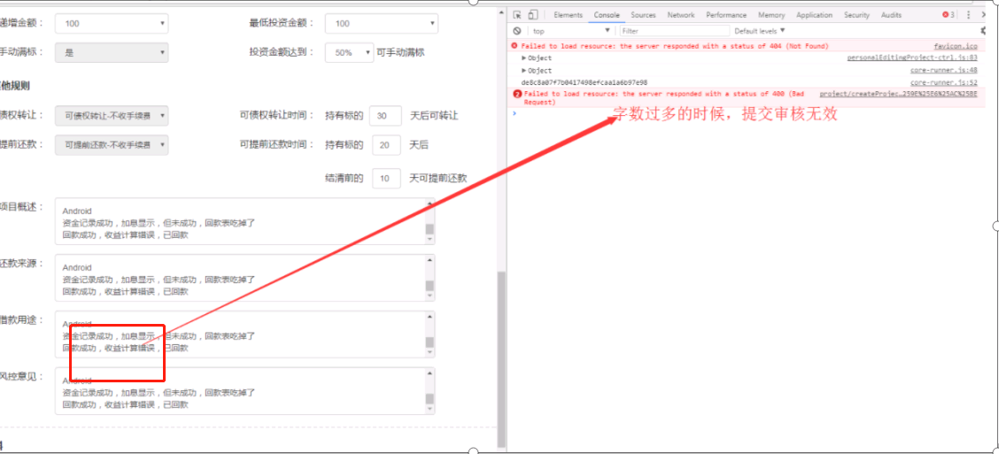 递增金额： 100 最低投资金额： 100
手动满标： 是 投资金额达到： 50% 可手动满标
他规则
债权转让： 可债权转让-不收手续费 可债权转让时间： 持有标的 30 天后可转让
提前还款： 可提前还款-不收手续费 可提前还款时间： 持有标的 20 天后
结清前的 10 天可提前还款
项目概述： Android
资金记录成功，加息显示，但未成功，回款表吃掉了
回款成功，收益计算错误，已回款
还款来源： Android
资金记录成功，加息显示，但未成功，回款表吃掉了
回款成功，收益计算错误，已回款
借款用途： Android
资金记录成功，加息显示，但未成功，回款表吃掉了
回款成功，收益计算错误，已回款
风控意见： Android
资金记录成功，加息显示，但未成功，回款表吃掉了
回款成功，收益计算错误，已回款
Elements Console Sources Network Performance Memory Application Security Audits 3
top Filter Default levels
Failed to load resource: the server responded with a status of 404 (Not Found) favicon.ico
Object personalEditingProject-ctrl.js:83
Object core-runner.js:48
de8c8a07f7b0417498efcaa1a6b97e98 core-runner.js:52
2 Failed to load resource: the server responded with a status of 400 (Bad Request) project/createProjec…259E%25E6%25AC%25BE
字数过多的时候，提交审核无效